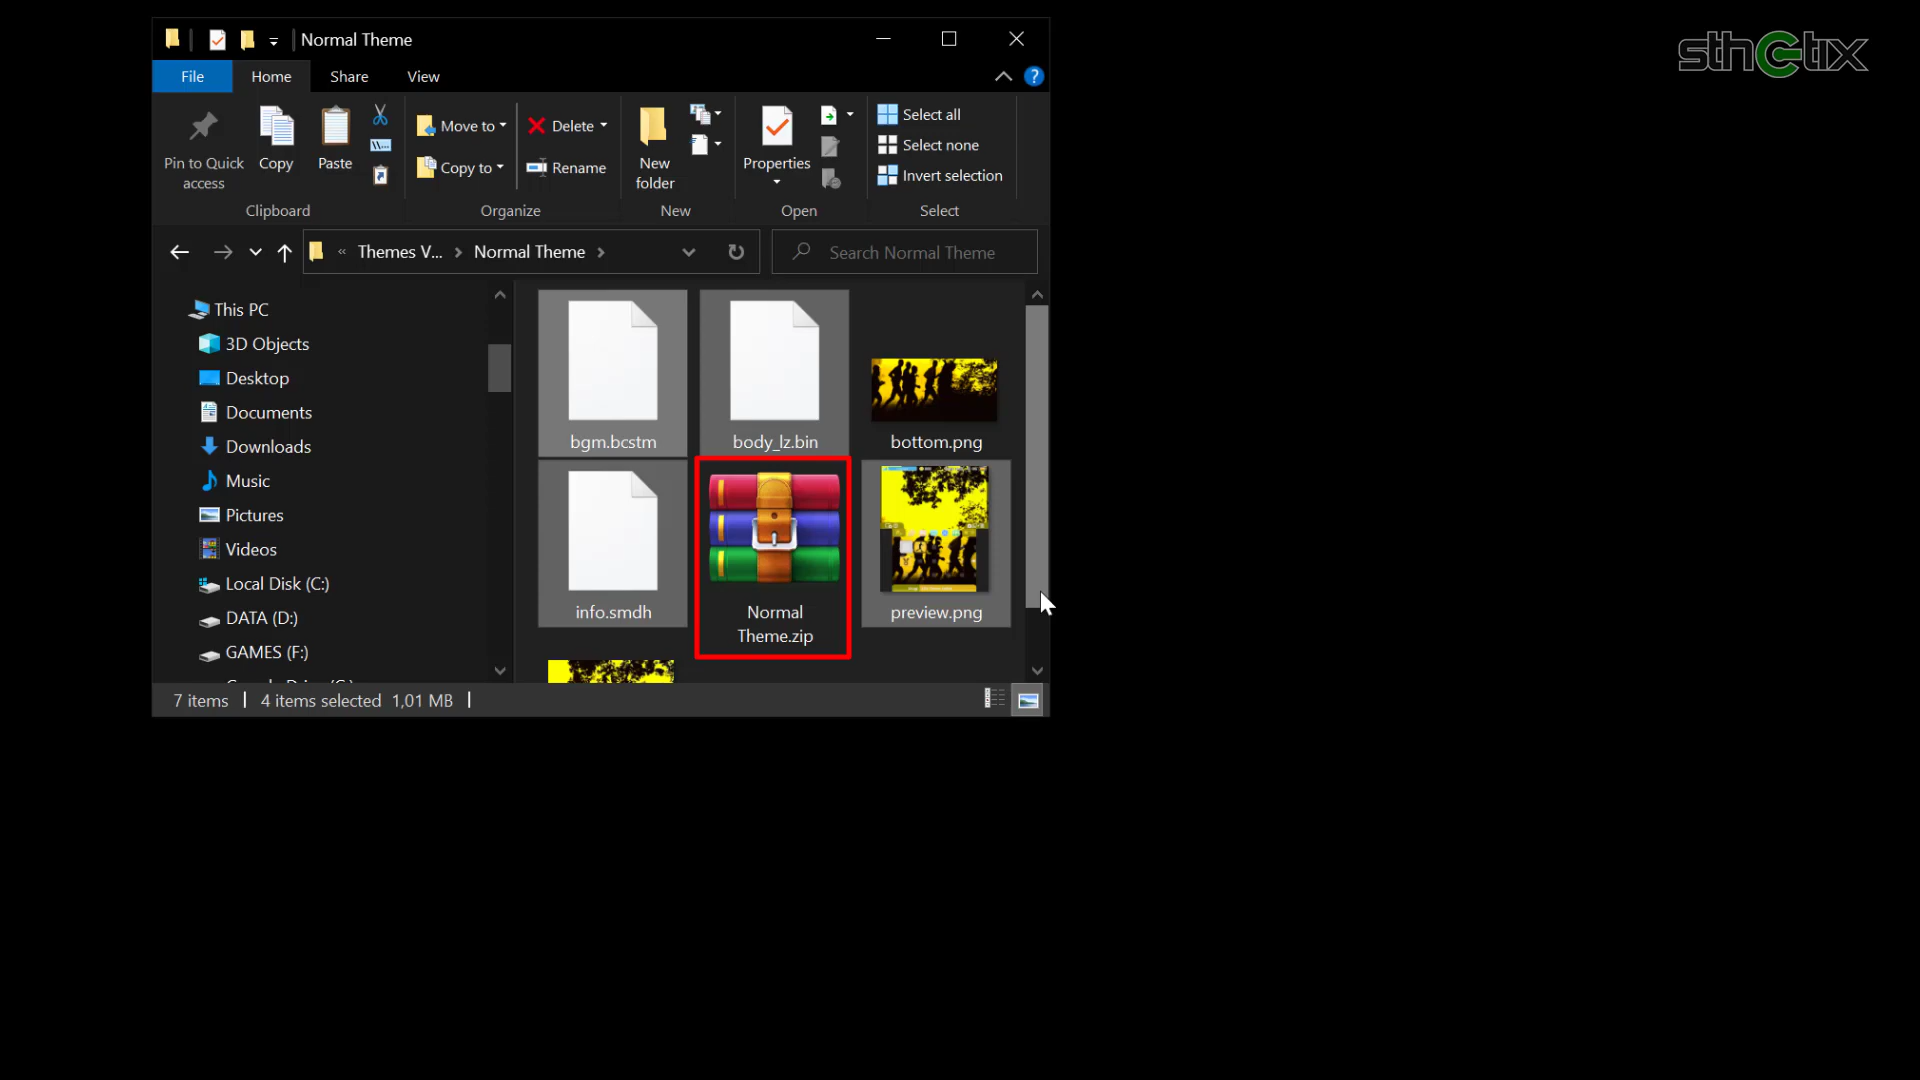 sthetix
Normal Theme
File
Home
Share
View
?
Pin to Quick
access
Copy
Paste
Move to
Copy to
Delete
Rename
New
folder
Properties
Select all
Select none
Invert selection
Clipboard
Organize
New
Open
Select
« Themes V... > Normal Theme >
Search Normal Theme
This PC
3D Objects
Desktop
Documents
Downloads
Music
Pictures
Videos
Local Disk (C:)
DATA (D:)
GAMES (F:)
bgm.bcstm
body_lz.bin
bottom.png
info.smdh
Normal
Theme.zip
preview.png
7 items
4 items selected 1,01 MB